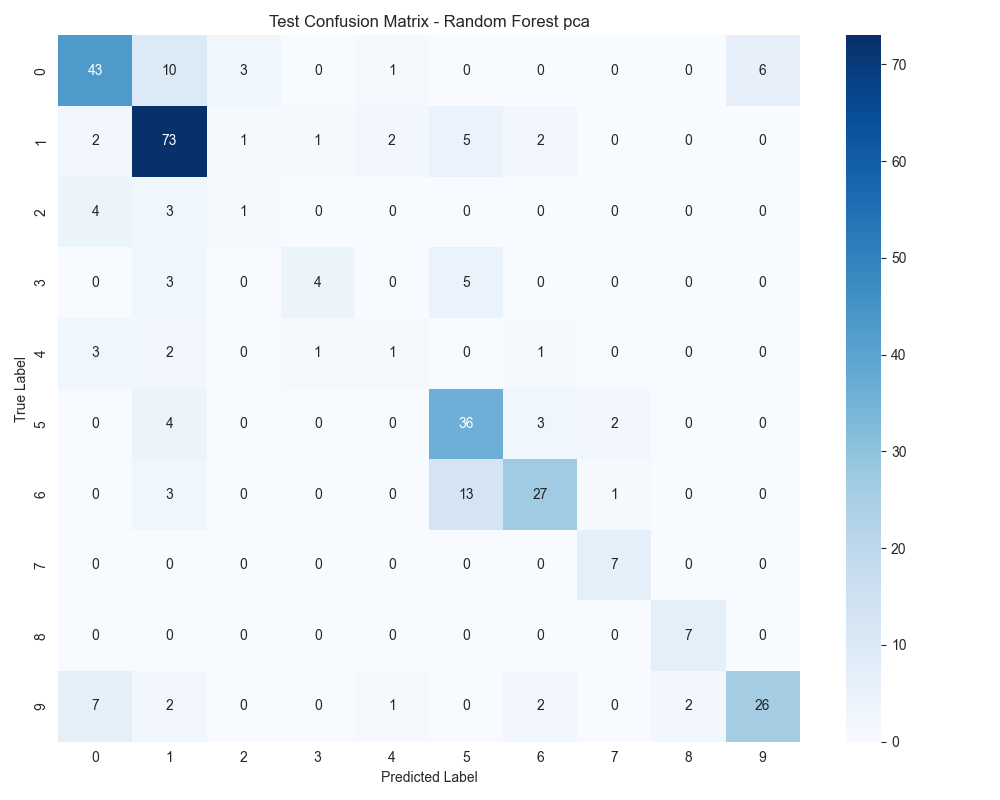 Test Confusion Matrix - Random Forest pca
0 43 10 3 0 1 0 0 0 0 6
1 2 73 1 1 2 5 2 0 0 0
2 4 3 1 0 0 0 0 0 0 0
3 0 3 0 4 0 5 0 0 0 0
4 3 2 0 1 1 0 1 0 0 0
5 0 4 0 0 0 36 3 2 0 0
6 0 3 0 0 0 13 27 1 0 0
7 0 0 0 0 0 0 0 7 0 0
8 0 0 0 0 0 0 0 0 7 0
9 7 2 0 0 1 0 2 0 2 26
0 1 2 3 4 5 6 7 8 9
Predicted Label
True Label
70
60
50
40
30
20
10
0